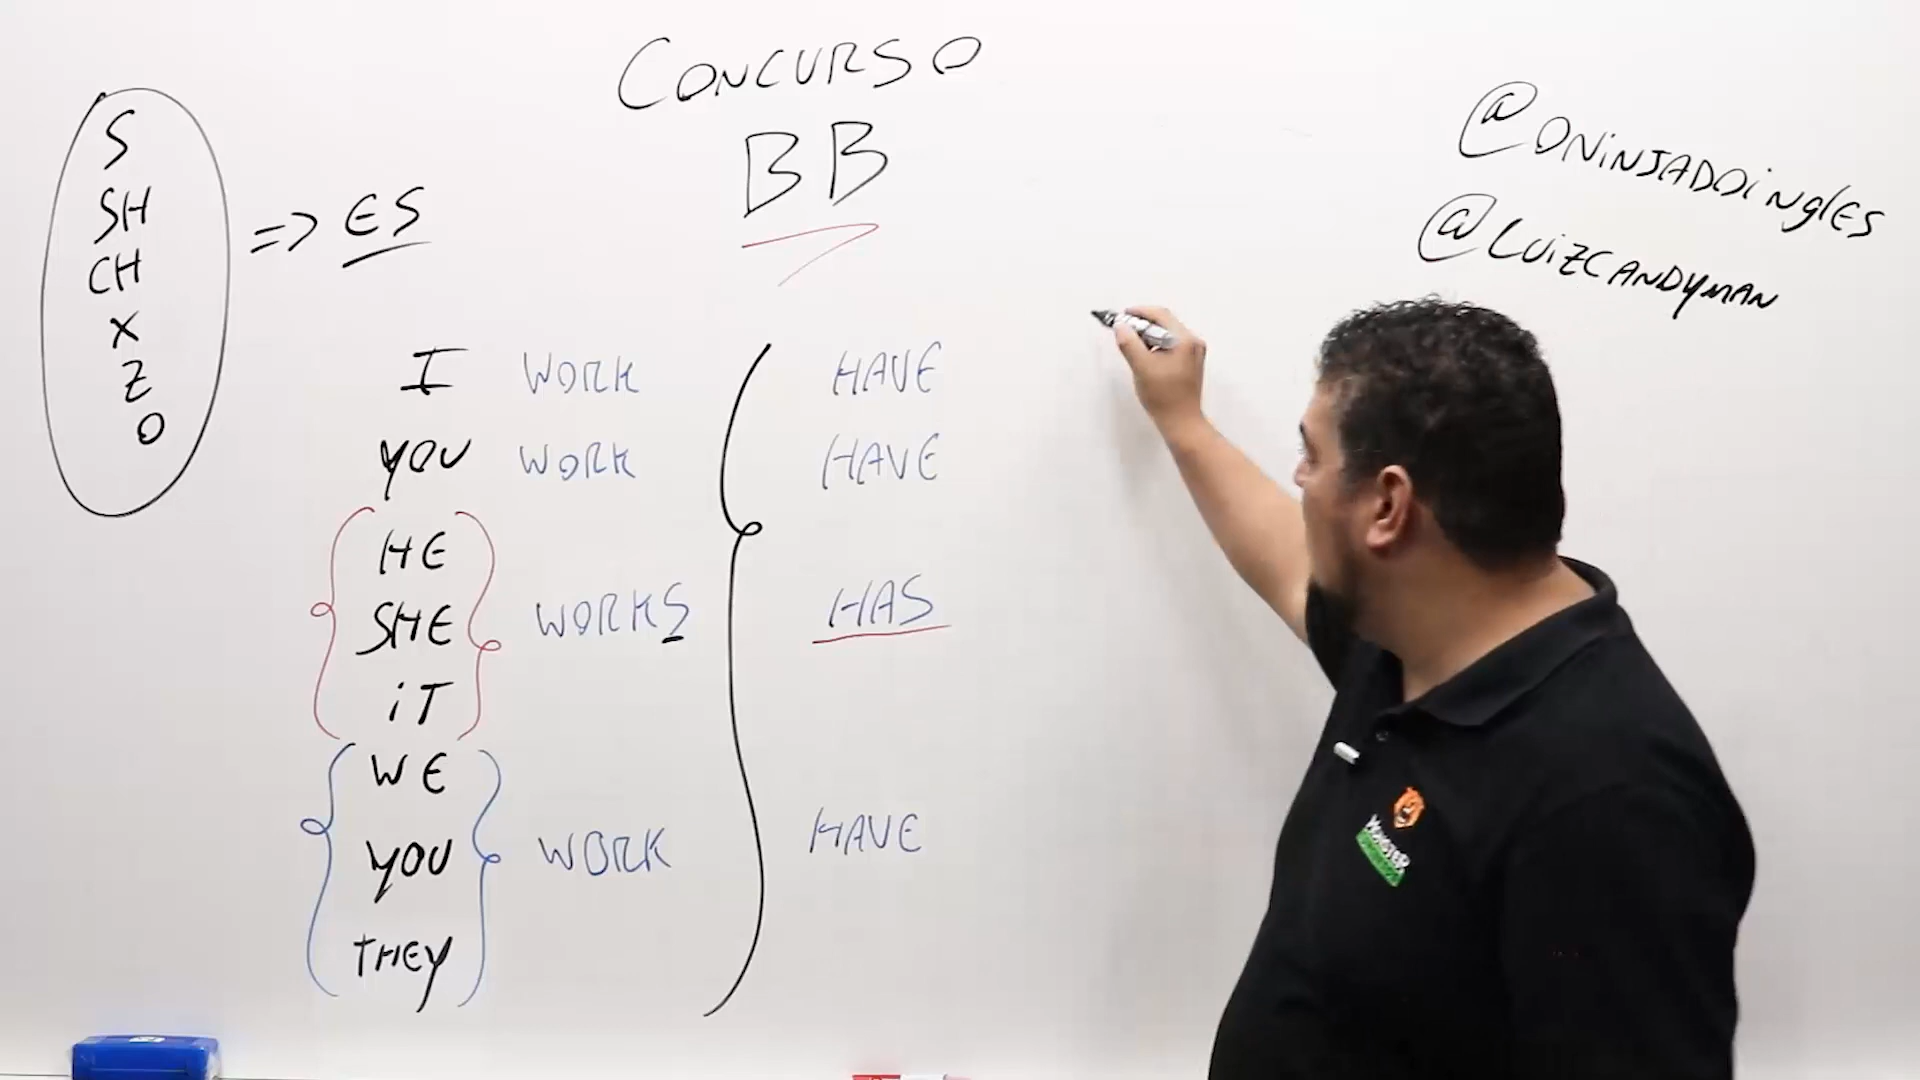 CONCURSO
BB
@ONiNJADOiNglES
@LUiZCANDYMAN
S
SH
CH
X
Z
O
=> ES
I WORK HAVE
YOU WORK HAVE
HE
SHE WORKS HAS
iT
WE
YOU WORK HAVE
THEY
MONSTER